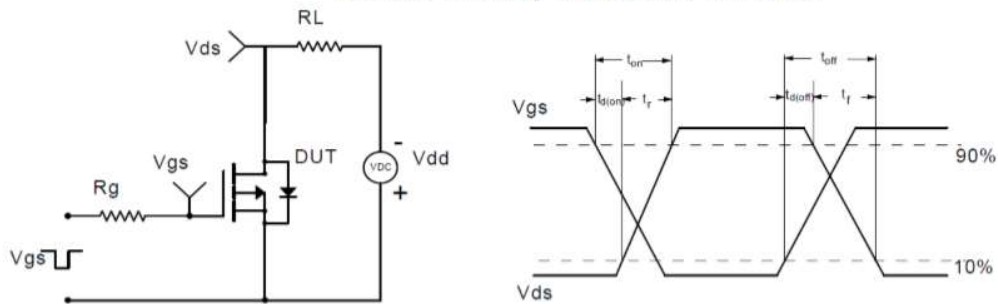 RL
Vds
Vgs
DUT
Rg
VDC
-
+
Vdd
Vgs
ton
toff
td(on)
tr
td(off)
tf
Vgs
90%
10%
Vds